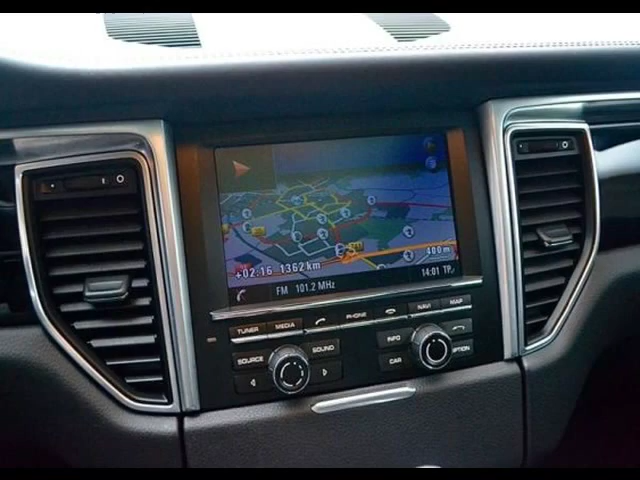 400 m
+02:16 1362 km
FM 101.2 MHz 14:01 TP
TUNER MEDIA PHONE NAVI MAP
SOURCE SOUND INFO
CAR OPTION